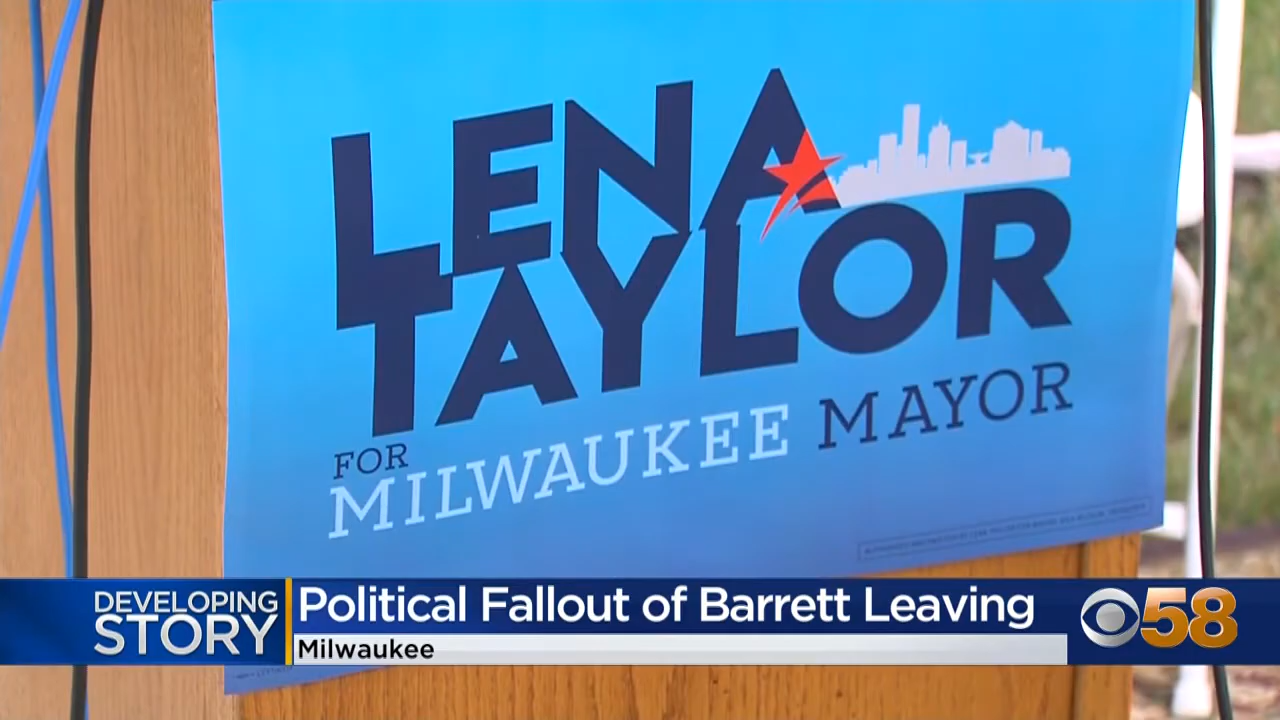 LENA
TAYLOR
FOR
MILWAUKEE MAYOR
DEVELOPING
STORY
Political Fallout of Barrett Leaving
Milwaukee
58